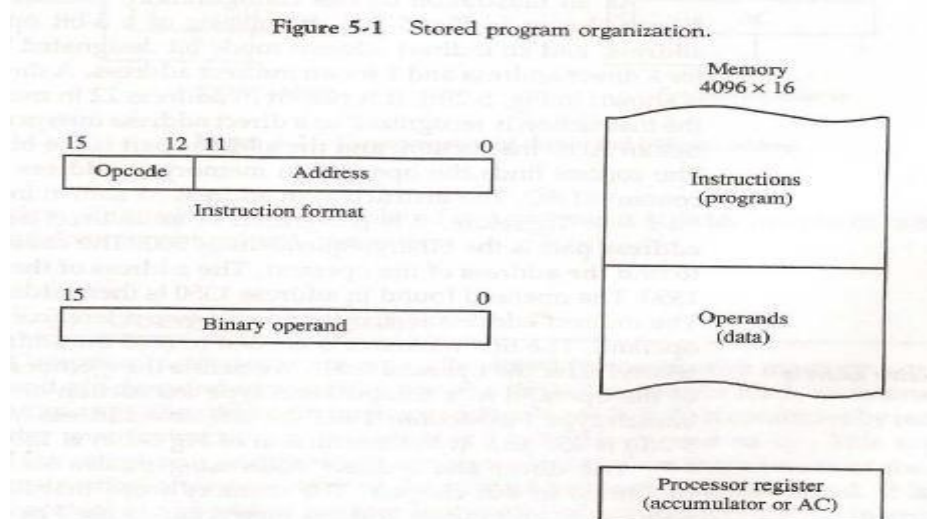 Figure 5-1 Stored program organization.
Memory
4096 × 16
15 12 11 0
Opcode Address
Instruction format
Instructions
(program)
15 0
Binary operand
Operands
(data)
Processor register
(accumulator or AC)